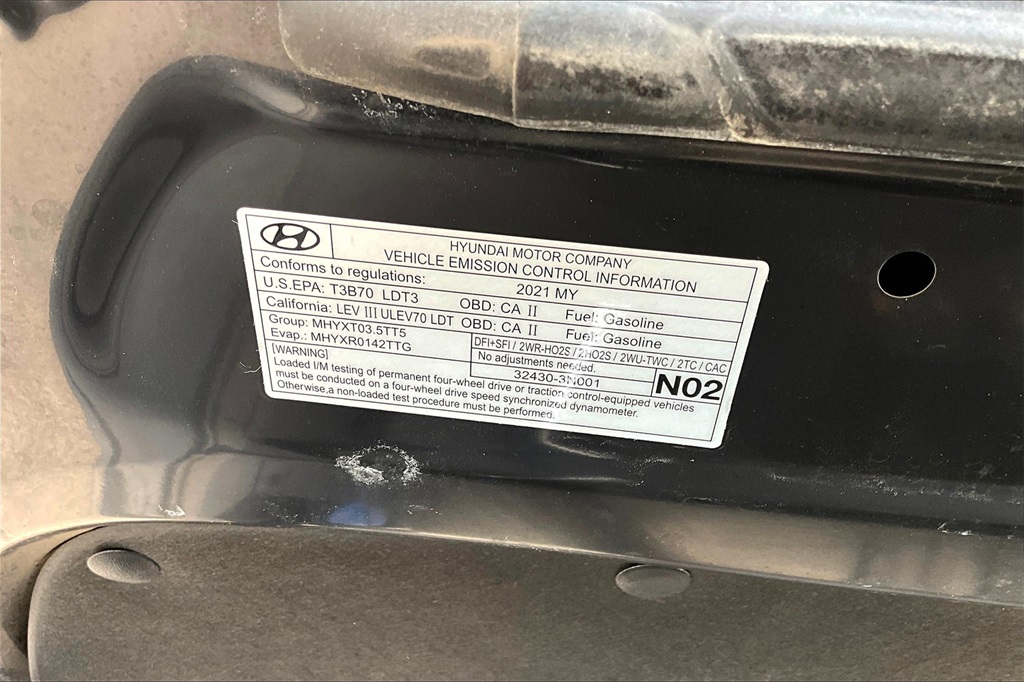 HYUNDAI MOTOR COMPANY
VEHICLE EMISSION CONTROL INFORMATION
Conforms to regulations: 2021 MY
U.S.EPA: T3B70 LDT3 OBD: CA II Fuel: Gasoline
California: LEV III ULEV70 LDT OBD: CA II Fuel: Gasoline
Group: MHYXT03.5TT5
Evap.: MHYXR0142TTG
DFI+SFI / 2WR-HO2S / 2HO2S / 2WU-TWC / 2TC / CAC
No adjustments needed.
32430-3N001
N02
[WARNING]
Loaded I/M testing of permanent four-wheel drive or traction control-equipped vehicles
must be conducted on a four-wheel drive speed synchronized dynamometer.
Otherwise,a non-loaded test procedure must be performed.